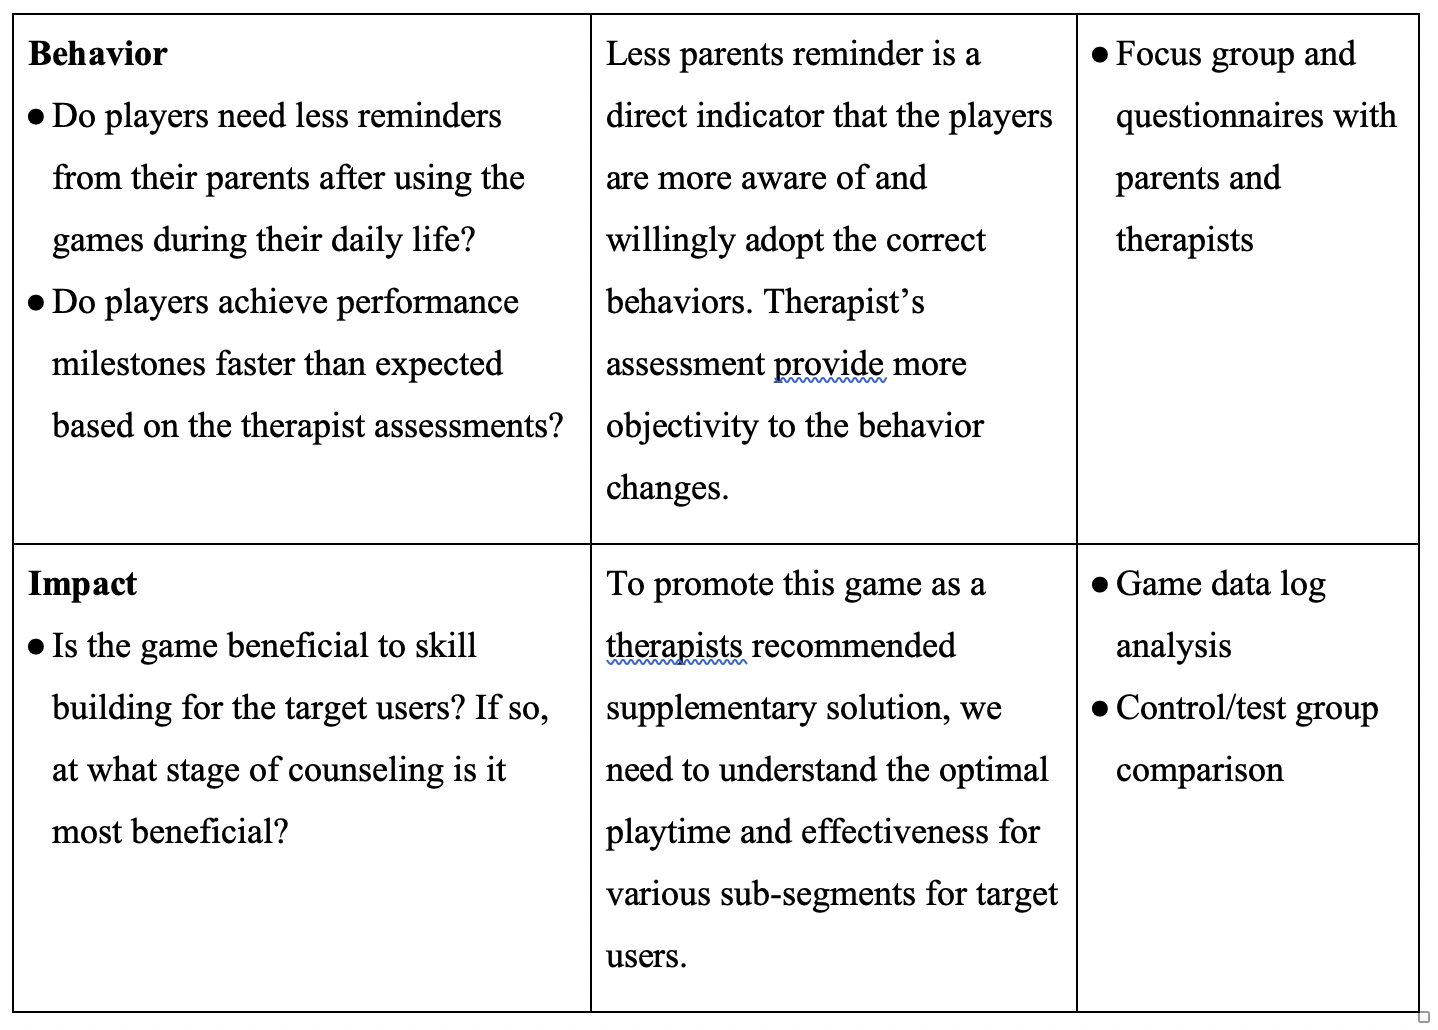 Behavior
● Do players need less reminders
from their parents after using the
games during their daily life?
● Do players achieve performance
milestones faster than expected
based on the therapist assessments?
Less parents reminder is a
direct indicator that the players
are more aware of and
willingly adopt the correct
behaviors. Therapist’s
assessment provide more
objectivity to the behavior
changes.
● Focus group and
questionnaires with
parents and
therapists
Impact
● Is the game beneficial to skill
building for the target users? If so,
at what stage of counseling is it
most beneficial?
To promote this game as a
therapists recommended
supplementary solution, we
need to understand the optimal
playtime and effectiveness for
various sub-segments for target
users.
● Game data log
analysis
● Control/test group
comparison